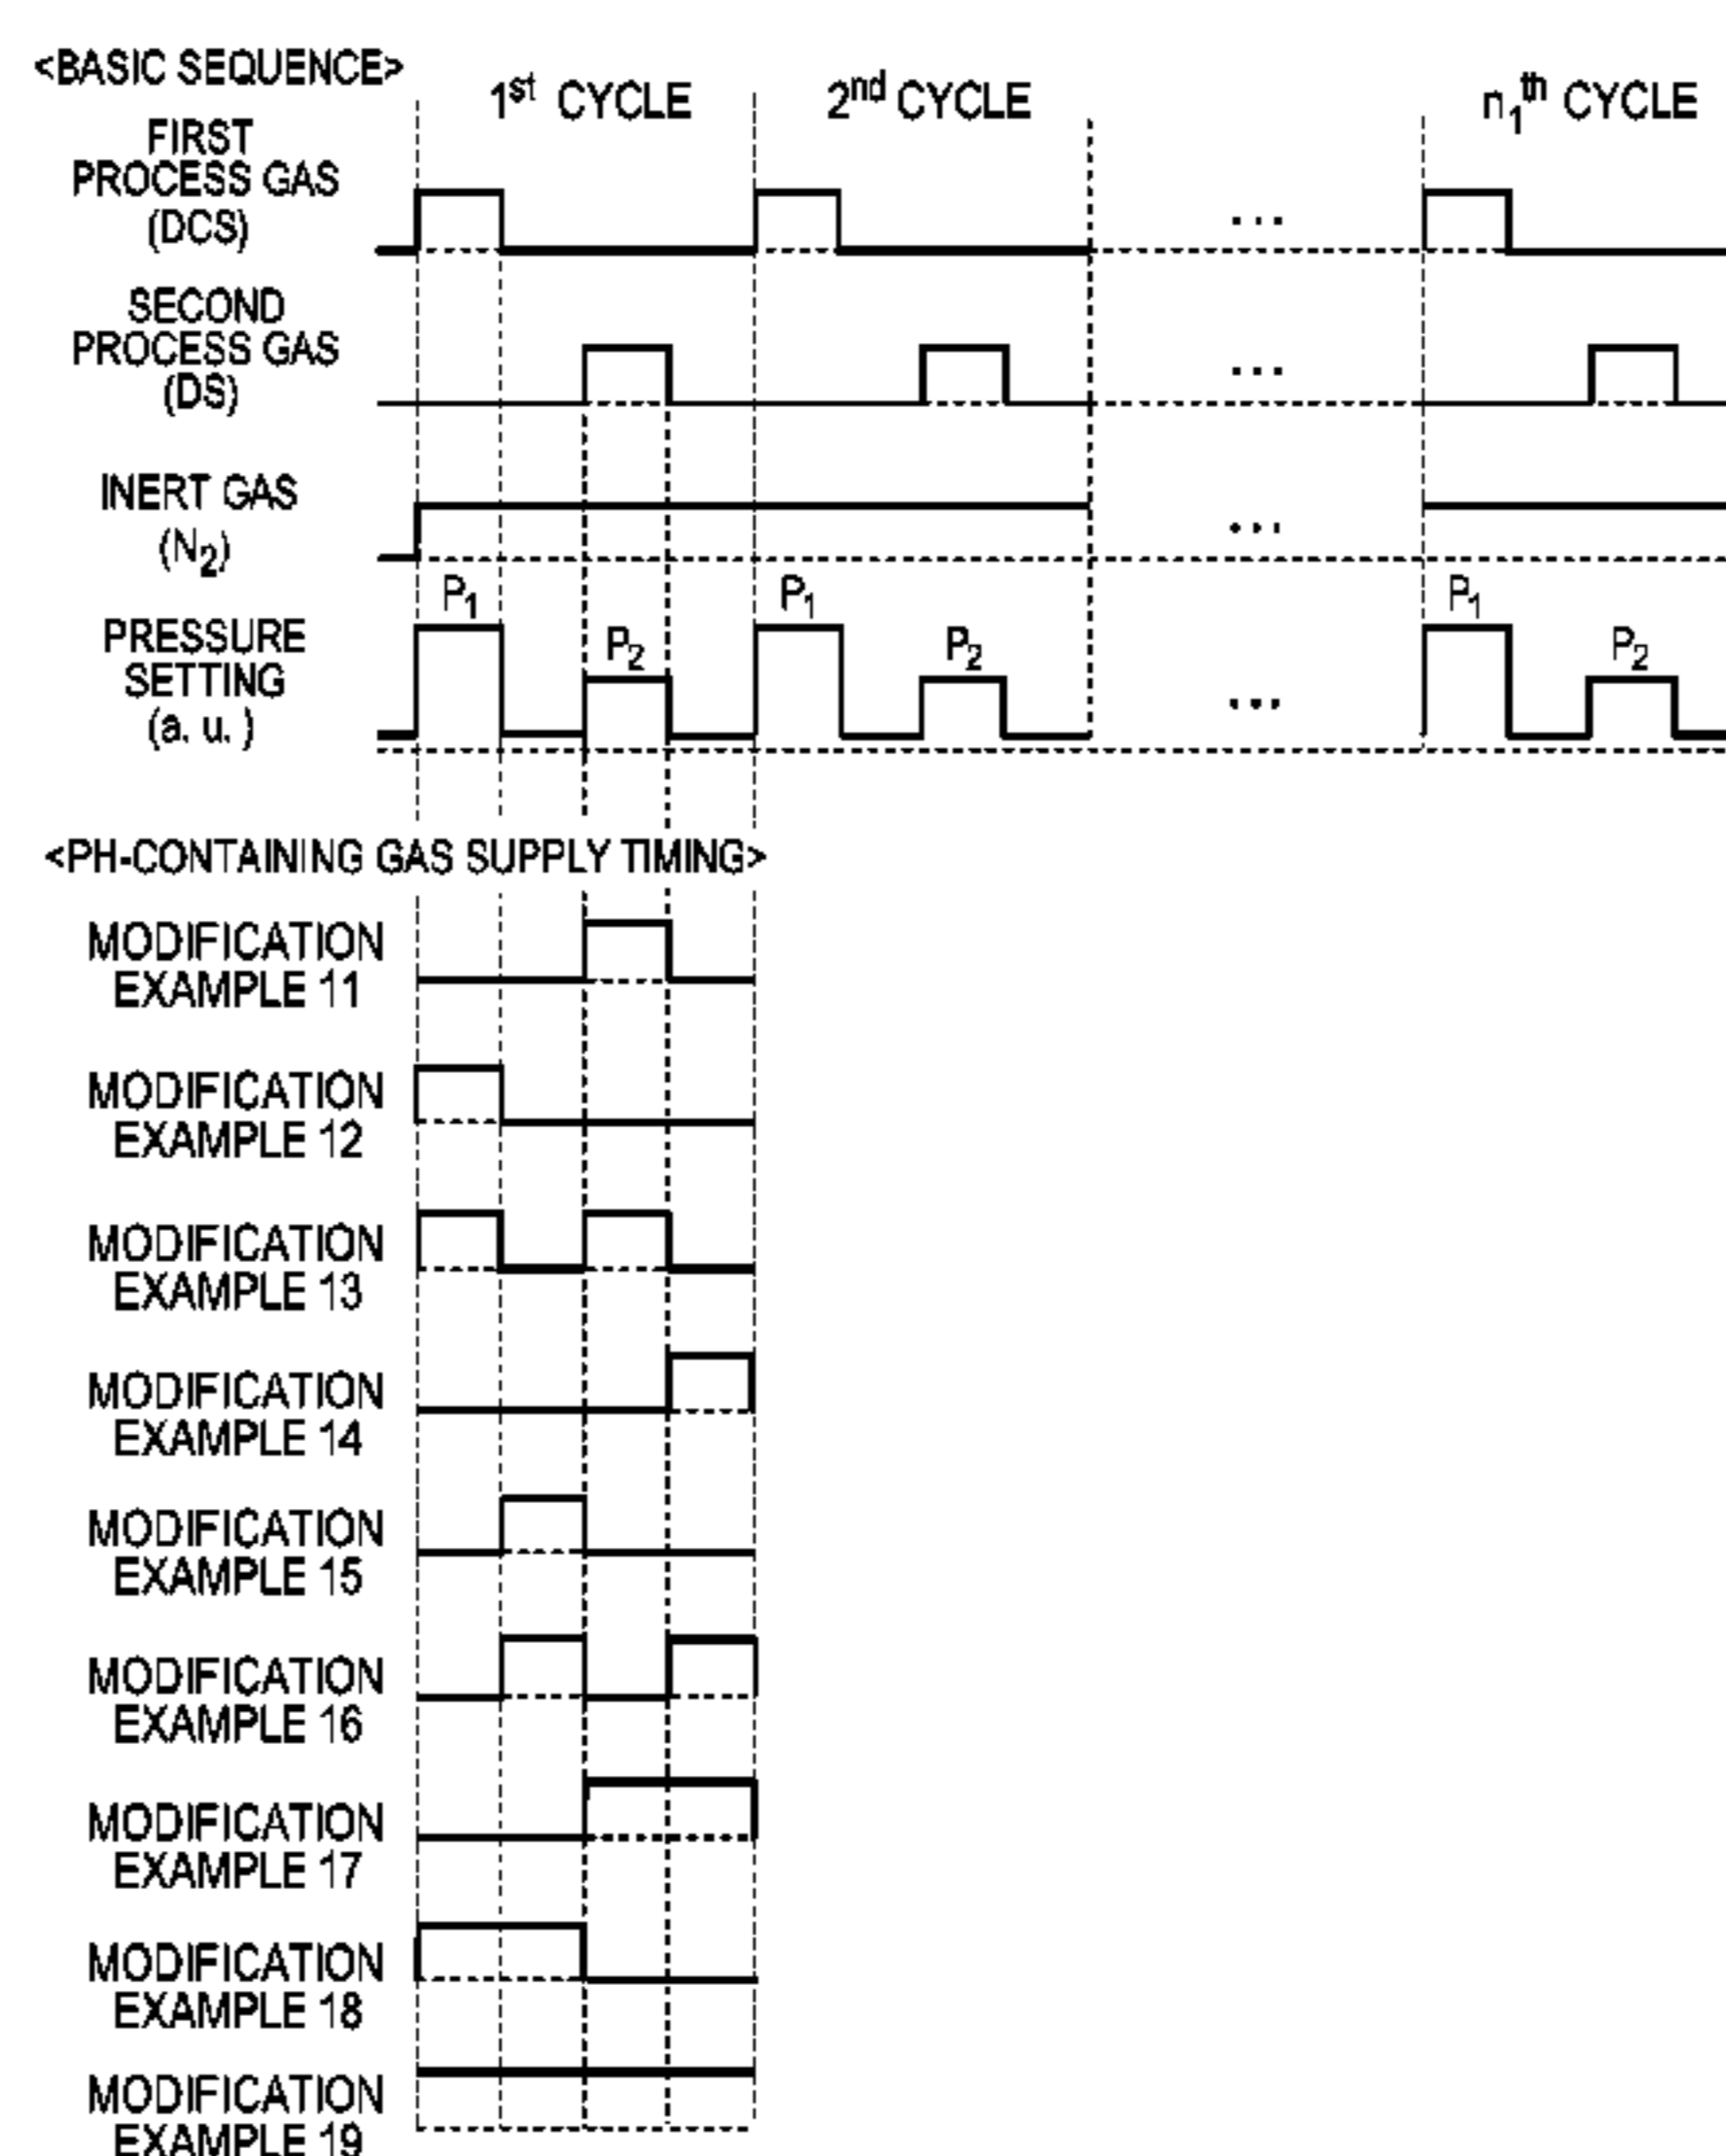 <BASIC SEQUENCE>
1st CYCLE
2nd CYCLE
n1th CYCLE
FIRST
PROCESS GAS
(DCS)
...
SECOND
PROCESS GAS
(DS)
...
INERT GAS
(N2)
...
P1
P1
P1
PRESSURE
SETTING
(a. u. )
P2
P2
P2
...
<PH-CONTAINING GAS SUPPLY TIMING>
MODIFICATION
EXAMPLE 11
MODIFICATION
EXAMPLE 12
MODIFICATION
EXAMPLE 13
MODIFICATION
EXAMPLE 14
MODIFICATION
EXAMPLE 15
MODIFICATION
EXAMPLE 16
MODIFICATION
EXAMPLE 17
MODIFICATION
EXAMPLE 18
MODIFICATION
EXAMPLE 19